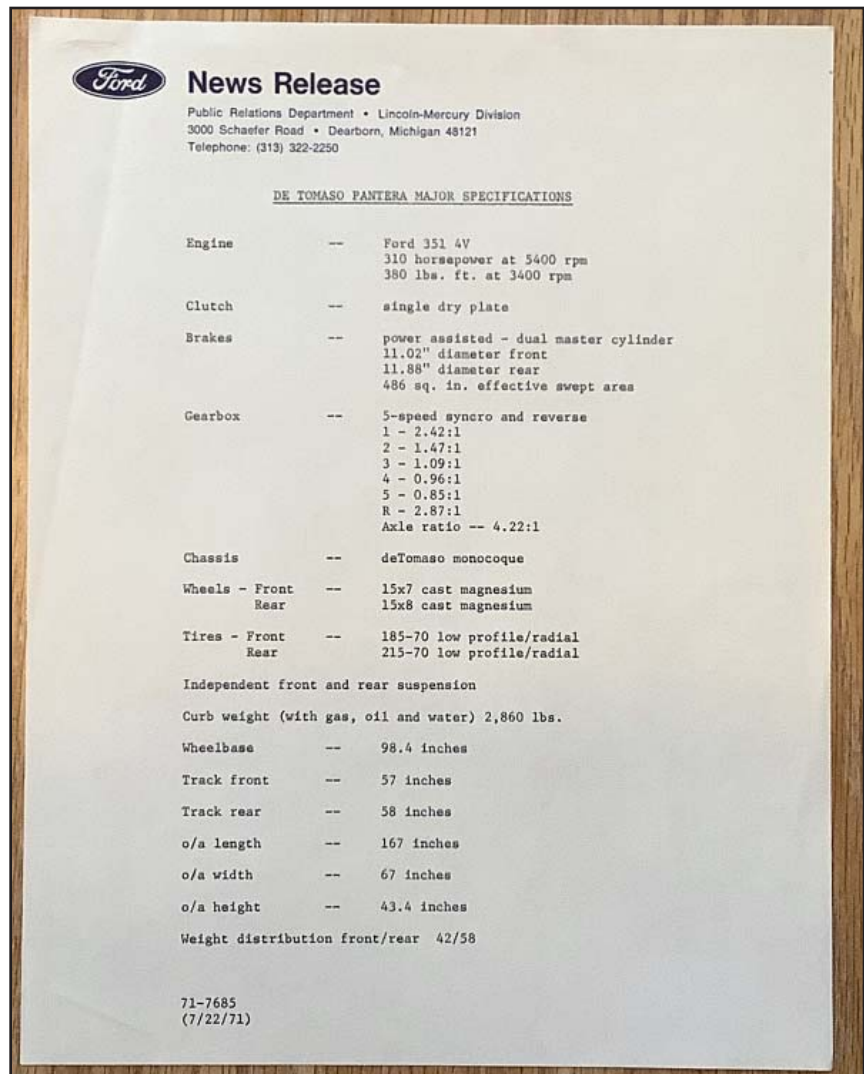 Ford News Release
Public Relations Department • Lincoln-Mercury Division
3000 Schaefer Road • Dearborn, Michigan 48121
Telephone: (313) 322-2250
DE TOMASO PANTERA MAJOR SPECIFICATIONS
Engine -- Ford 351 4V
310 horsepower at 5400 rpm
380 lbs. ft. at 3400 rpm
Clutch -- single dry plate
Brakes -- power assisted - dual master cylinder
11.02" diameter front
11.88" diameter rear
486 sq. in. effective swept area
Gearbox -- 5-speed syncro and reverse
1 - 2.42:1
2 - 1.47:1
3 - 1.09:1
4 - 0.96:1
5 - 0.85:1
R - 2.87:1
Axle ratio -- 4.22:1
Chassis -- deTomaso monocoque
Wheels - Front -- 15x7 cast magnesium
Rear 15x8 cast magnesium
Tires - Front -- 185-70 low profile/radial
Rear 215-70 low profile/radial
Independent front and rear suspension
Curb weight (with gas, oil and water) 2,860 lbs.
Wheelbase -- 98.4 inches
Track front -- 57 inches
Track rear -- 58 inches
o/a length -- 167 inches
o/a width -- 67 inches
o/a height -- 43.4 inches
Weight distribution front/rear 42/58
71-7685
(7/22/71)